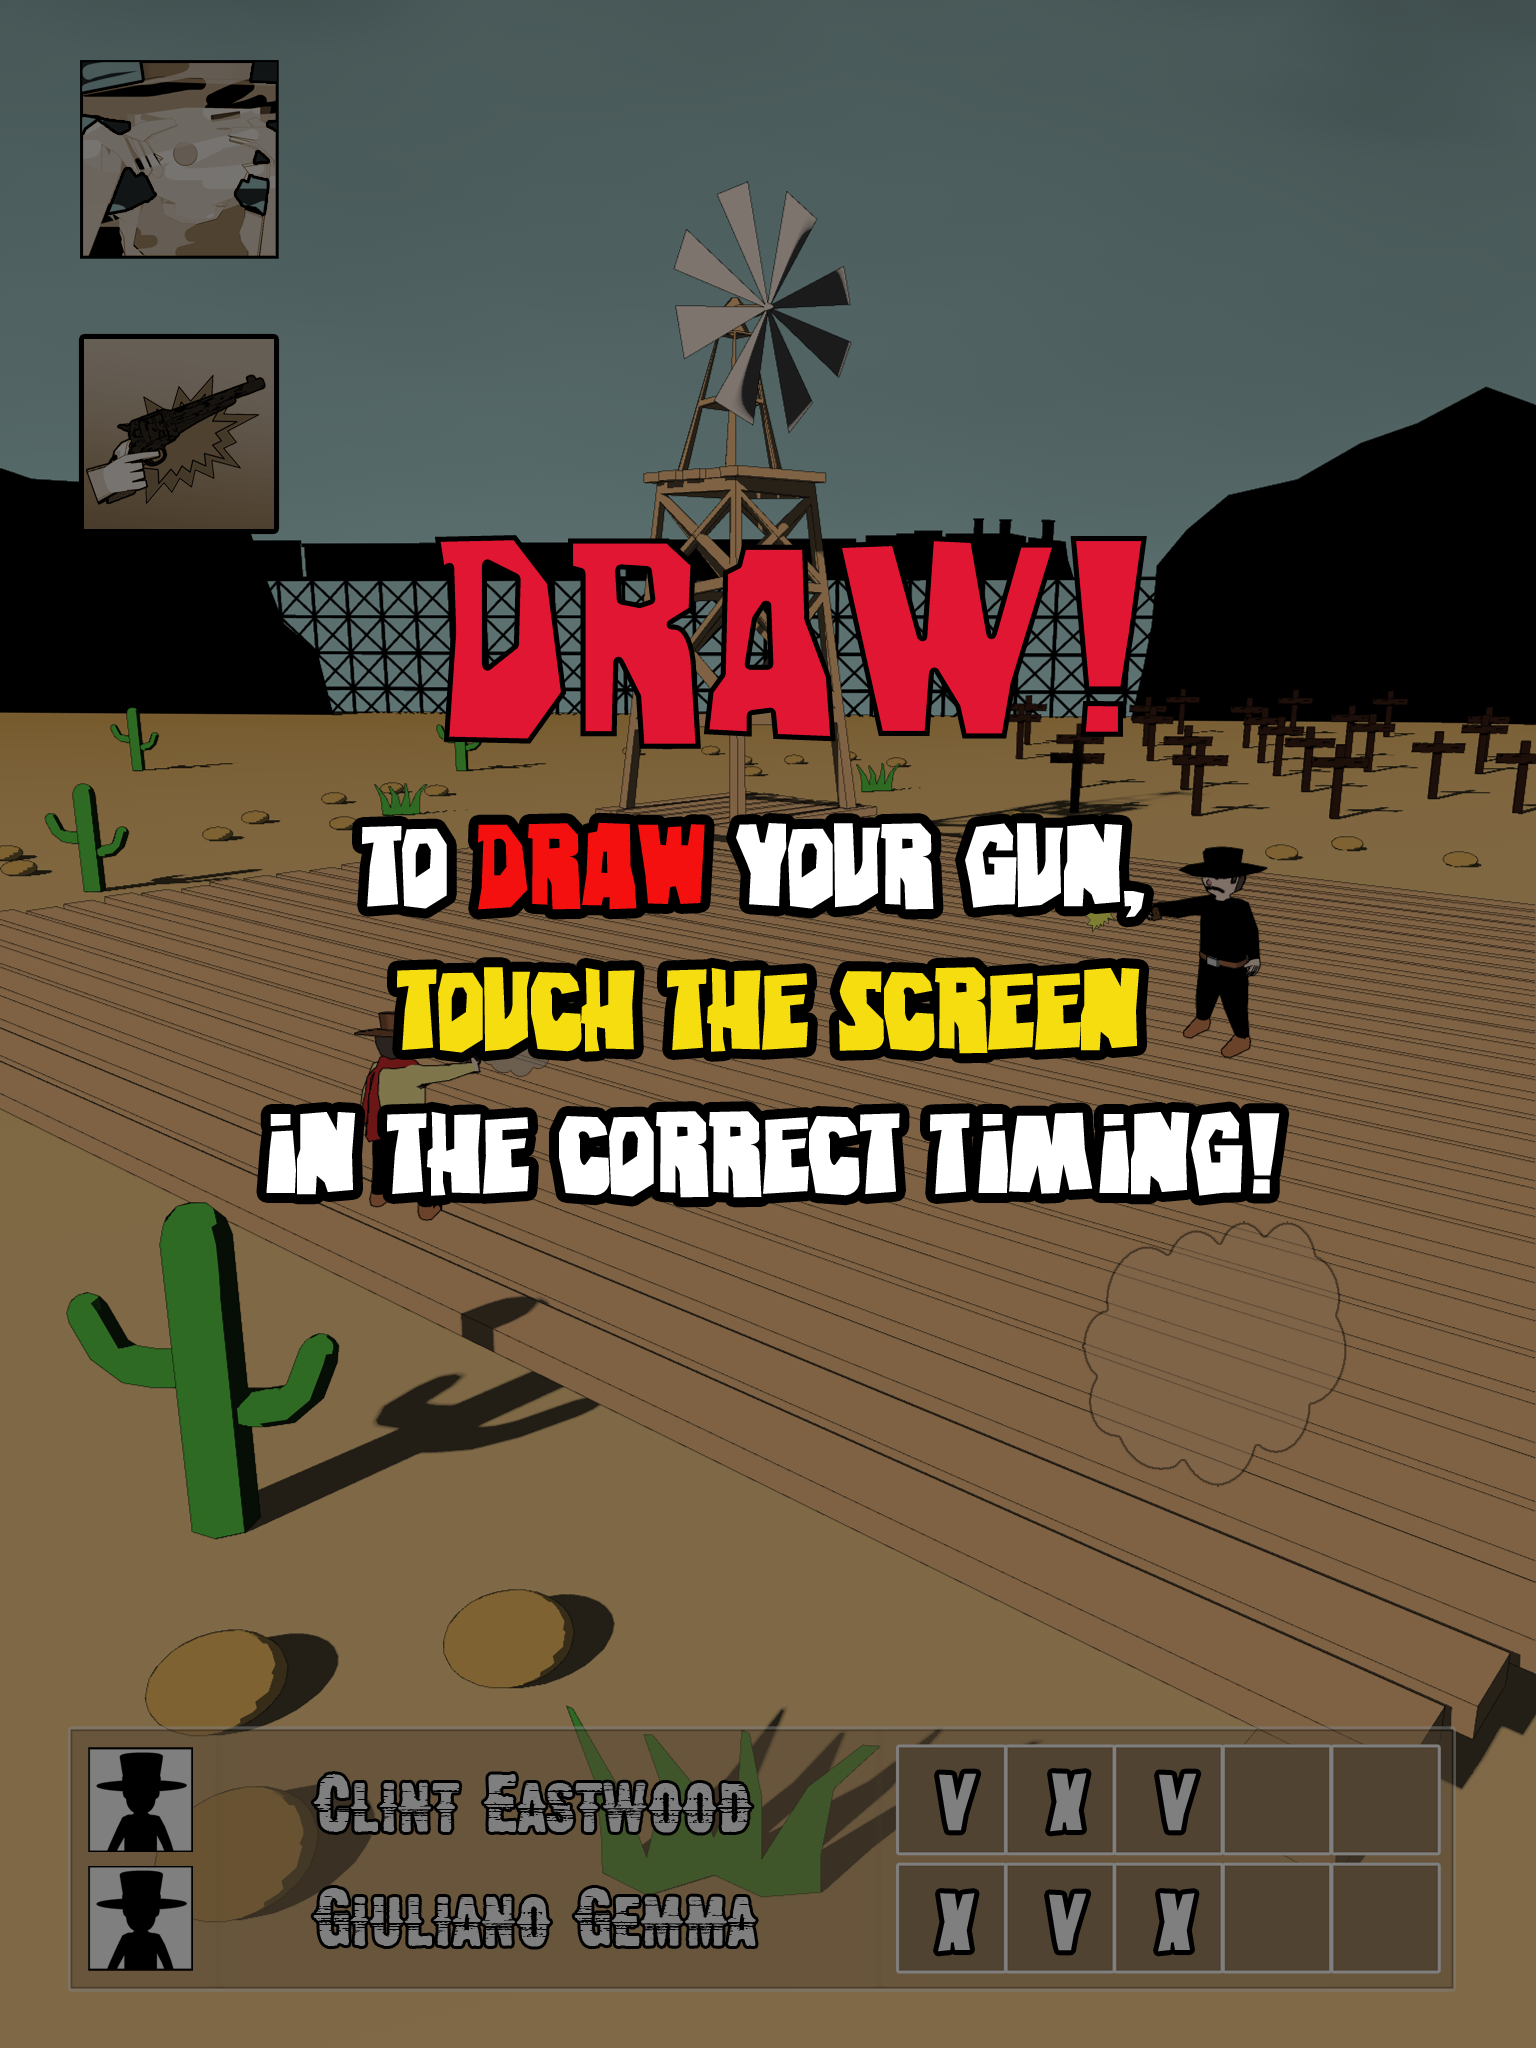 DRAW!
TO DRAW YOUR GUN,
TOUCH THE SCREEN
iN THE CORRECT TiMiNG!
CLINT EASTWOOD V X V
GIULIANO GEMMA X V X